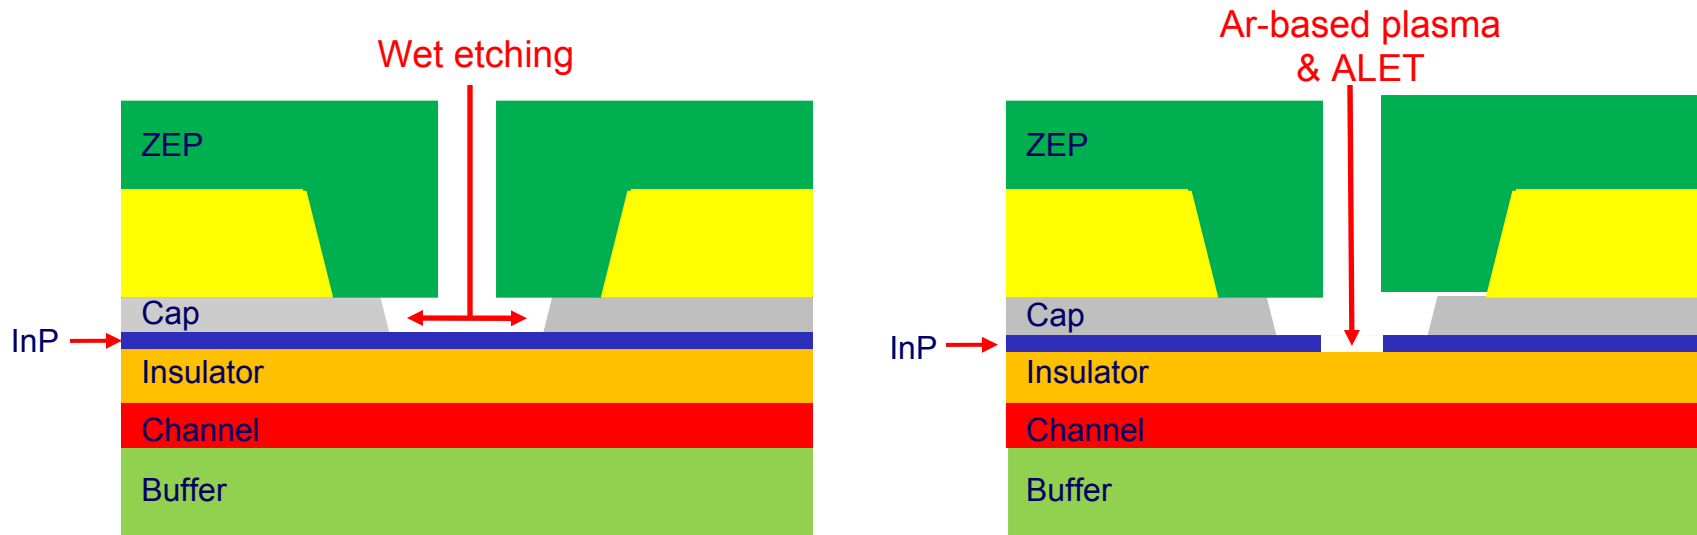 Wet etching
ZEP
Cap
InP
Insulator
Channel
Buffer
Ar-based plasma
& ALET
ZEP
Cap
InP
Insulator
Channel
Buffer